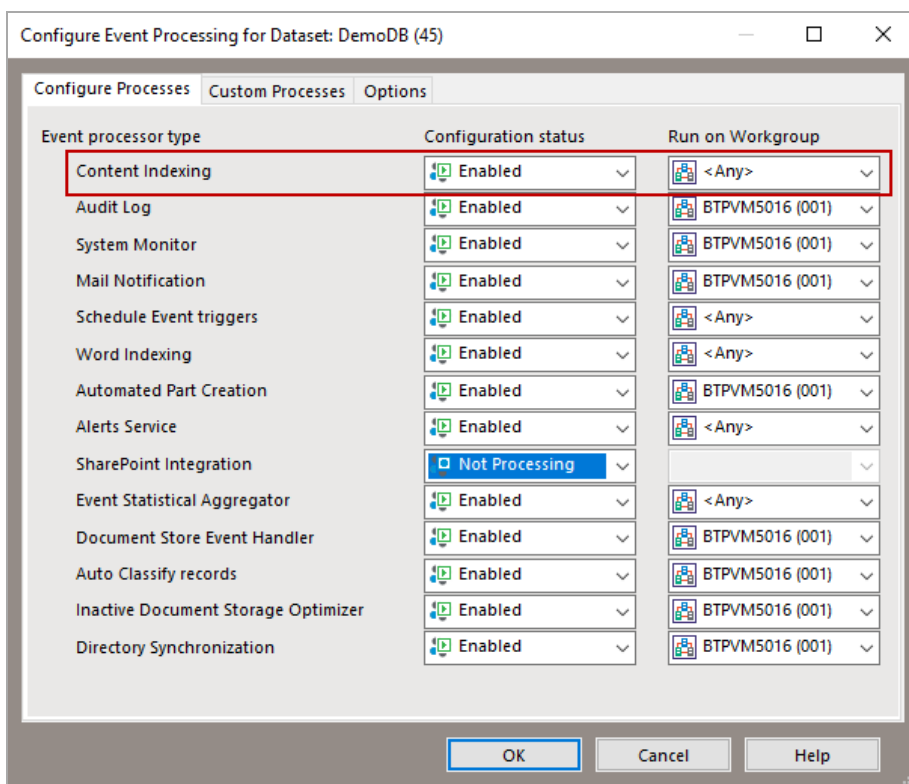 Configure Event Processing for Dataset: DemoDB (45)
Configure Processes Custom Processes Options
Event processor type Configuration status Run on Workgroup
Content Indexing Enabled <Any>
Audit Log Enabled BTPVM5016 (001)
System Monitor Enabled BTPVM5016 (001)
Mail Notification Enabled BTPVM5016 (001)
Schedule Event triggers Enabled <Any>
Word Indexing Enabled <Any>
Automated Part Creation Enabled BTPVM5016 (001)
Alerts Service Enabled <Any>
SharePoint Integration Not Processing
Event Statistical Aggregator Enabled <Any>
Document Store Event Handler Enabled BTPVM5016 (001)
Auto Classify records Enabled BTPVM5016 (001)
Inactive Document Storage Optimizer Enabled BTPVM5016 (001)
Directory Synchronization Enabled BTPVM5016 (001)
OK Cancel Help